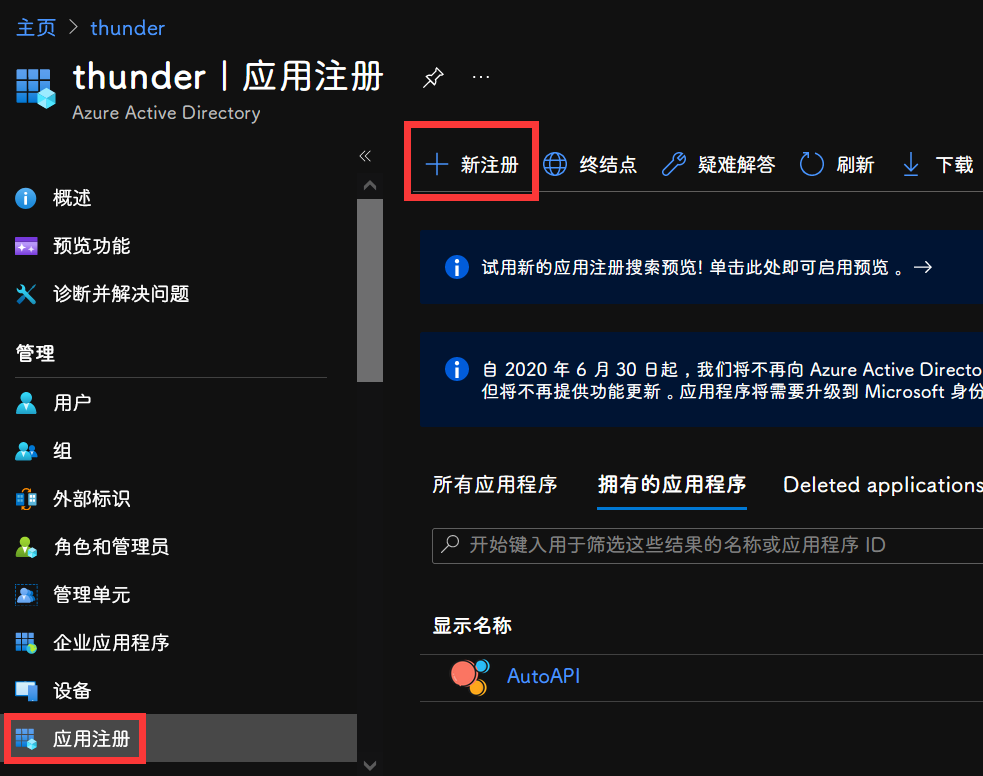 主页 > thunder
thunder | 应用注册
Azure Active Directory
概述
预览功能
诊断并解决问题
管理
用户
组
外部标识
角色和管理员
管理单元
企业应用程序
设备
应用注册
新注册 终结点 疑难解答 刷新 下载
试用新的应用注册搜索预览! 单击此处即可启用预览。→
自 2020 年 6 月 30 日起，我们将不再向 Azure Active Directo
但将不再提供功能更新。应用程序将需要升级到 Microsoft 身份
所有应用程序 拥有的应用程序 Deleted applications
开始键入用于筛选这些结果的名称或应用程序 ID
显示名称
AutoAPI